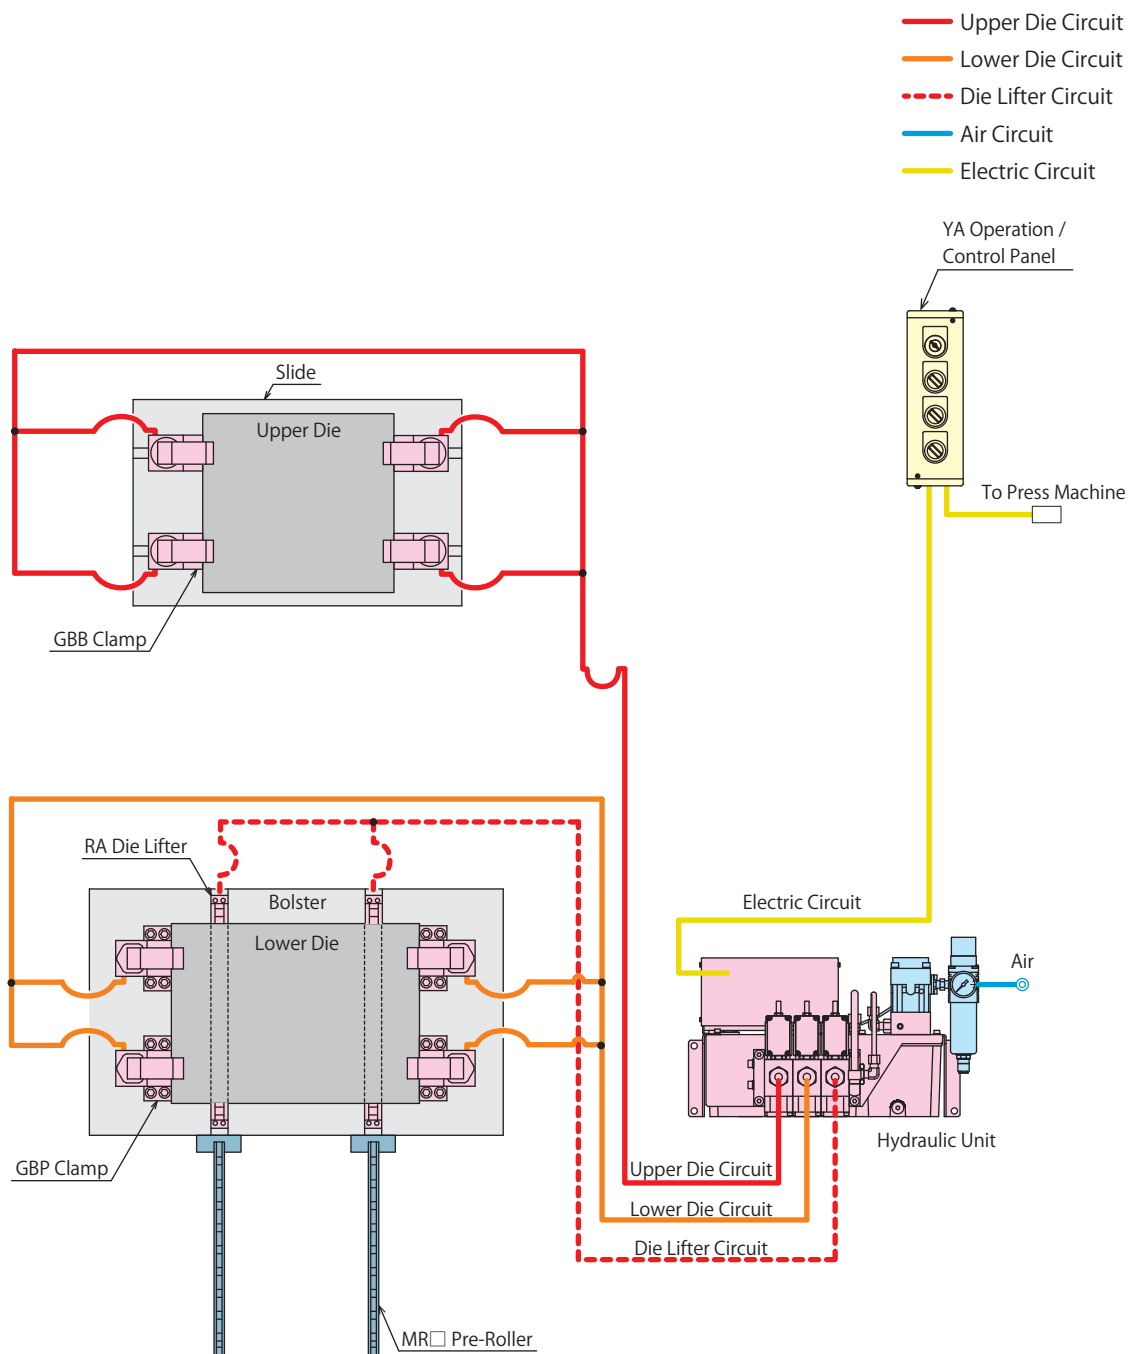 Upper Die Circuit
Lower Die Circuit
Die Lifter Circuit
Air Circuit
Electric Circuit
YA Operation /
Control Panel
Slide
Upper Die
To Press Machine
GBB Clamp
RA Die Lifter
Bolster
Electric Circuit
Lower Die
Air
Hydraulic Unit
GBP Clamp
Upper Die Circuit
Lower Die Circuit
Die Lifter Circuit
MR□ Pre-Roller